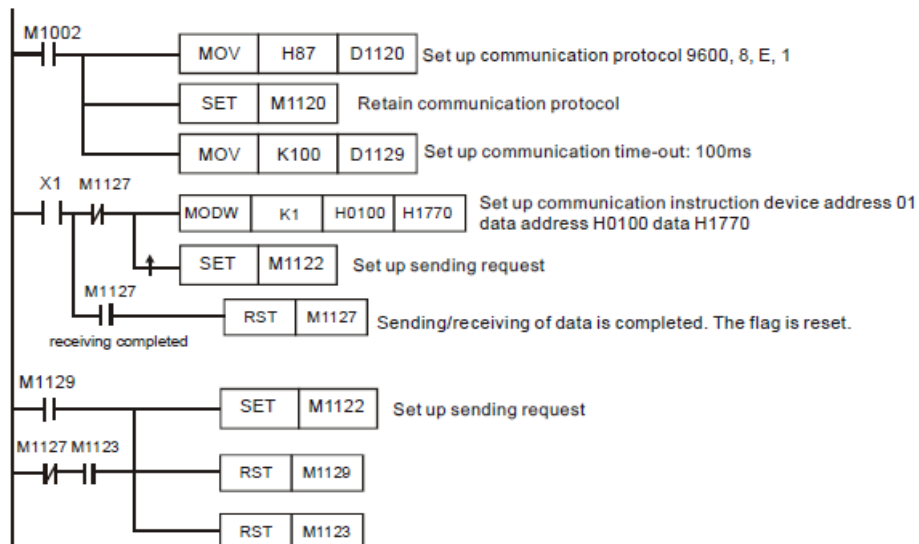 M1002
MOV H87 D1120 Set up communication protocol 9600, 8, E, 1
SET M1120 Retain communication protocol
MOV K100 D1129 Set up communication time-out: 100ms
X1 M1127
MODW K1 H0100 H1770 Set up communication instruction device address 01
data address H0100 data H1770
SET M1122 Set up sending request
M1127
RST M1127 Sending/receiving of data is completed. The flag is reset.
receiving completed
M1129
SET M1122 Set up sending request
M1127 M1123
RST M1129
RST M1123